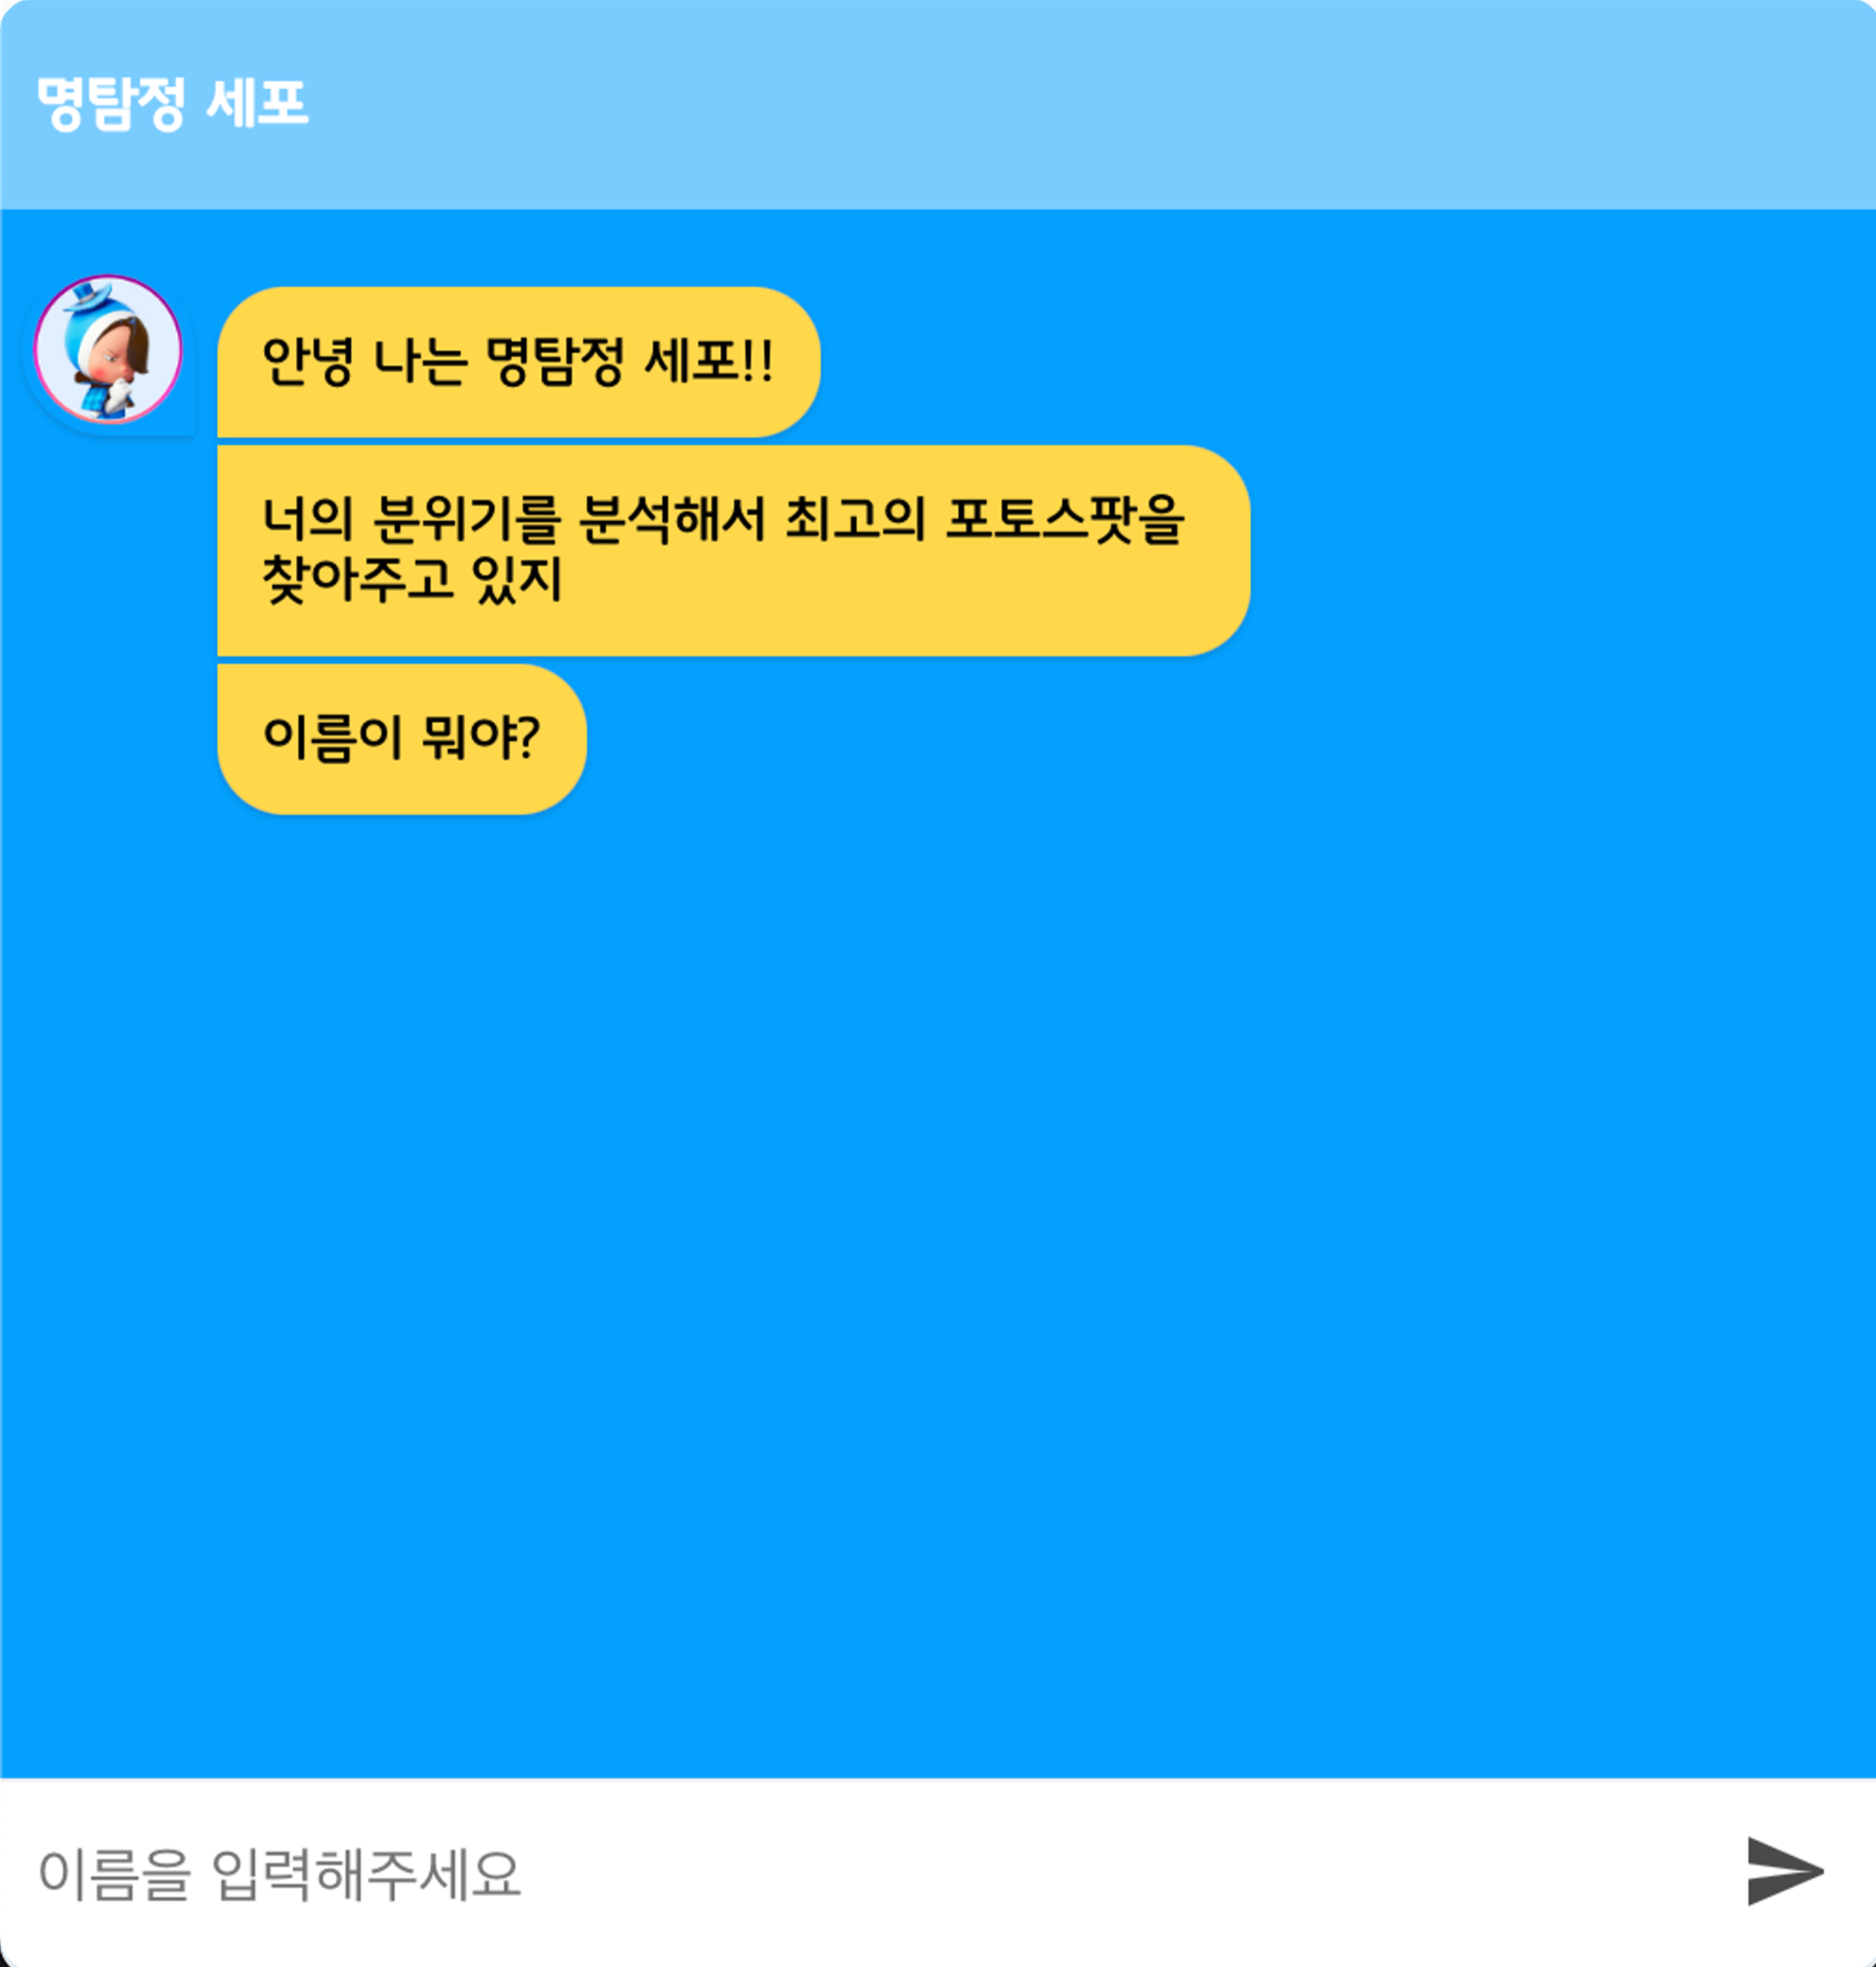 명탐정 세포
안녕 나는 명탐정 세포!!
너의 분위기를 분석해서 최고의 포토스팟을
찾아주고 있지
이름이 뭐야?
이름을 입력해주세요